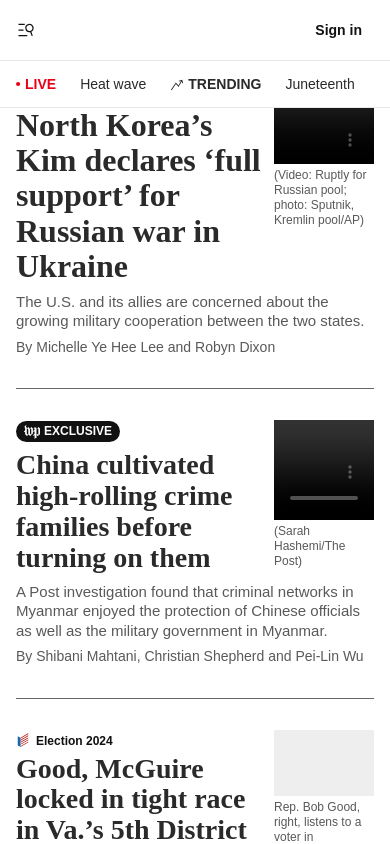 Sign in
LIVE
Heat wave
TRENDING
Juneteenth
North Korea’s
Kim declares ‘full
support’ for
Russian war in
Ukraine
(Video: Ruptly for
Russian pool;
photo: Sputnik,
Kremlin pool/AP)
The U.S. and its allies are concerned about the
growing military cooperation between the two states.
By Michelle Ye Hee Lee and Robyn Dixon
wp EXCLUSIVE
China cultivated
high-rolling crime
families before
turning on them
(Sarah
Hashemi/The
Post)
A Post investigation found that criminal networks in
Myanmar enjoyed the protection of Chinese officials
as well as the military government in Myanmar.
By Shibani Mahtani, Christian Shepherd and Pei-Lin Wu
Election 2024
Good, McGuire
locked in tight race
in Va.’s 5th District
Rep. Bob Good,
right, listens to a
voter in